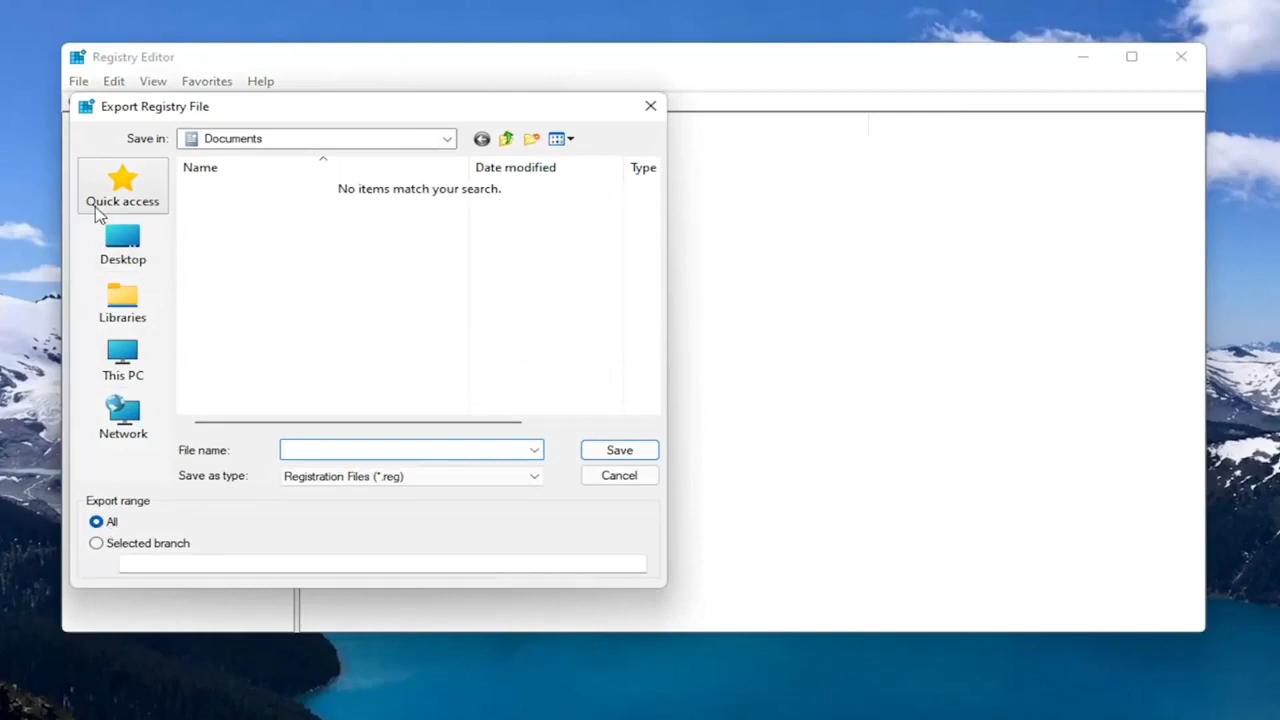 Registry Editor
File Edit View Favorites Help
Export Registry File
Save in: Documents
Name Date modified Type
No items match your search.
Quick access
Desktop
Libraries
This PC
Network
File name: Save
Save as type: Registration Files (*.reg) Cancel
Export range
All
Selected branch